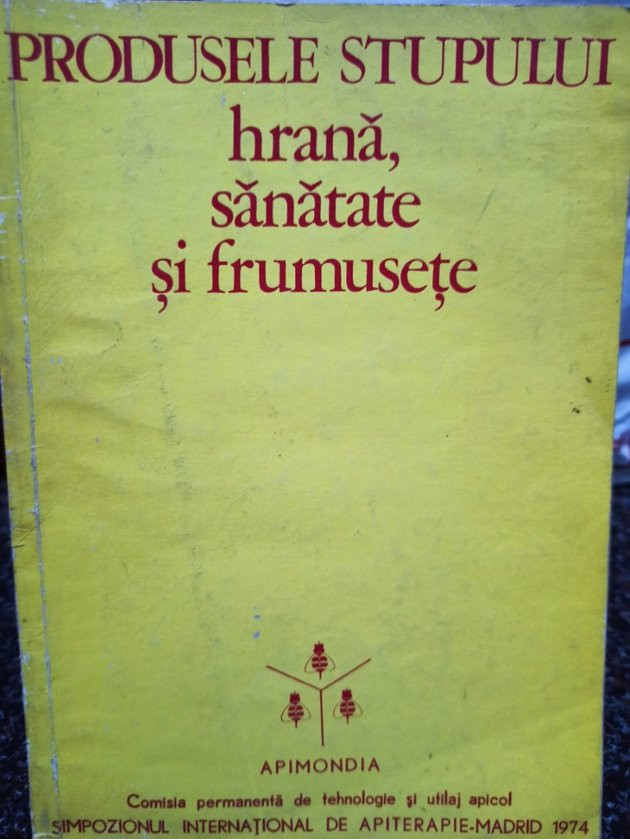 PRODUSELE STUPULUI
hrană,
sănătate
și frumusețe
APIMONDIA
Comisia permanentă de tehnologie și utilaj apicol
SIMPOZIONUL INTERNAȚIONAL DE APITERAPIE-MADRID 1974